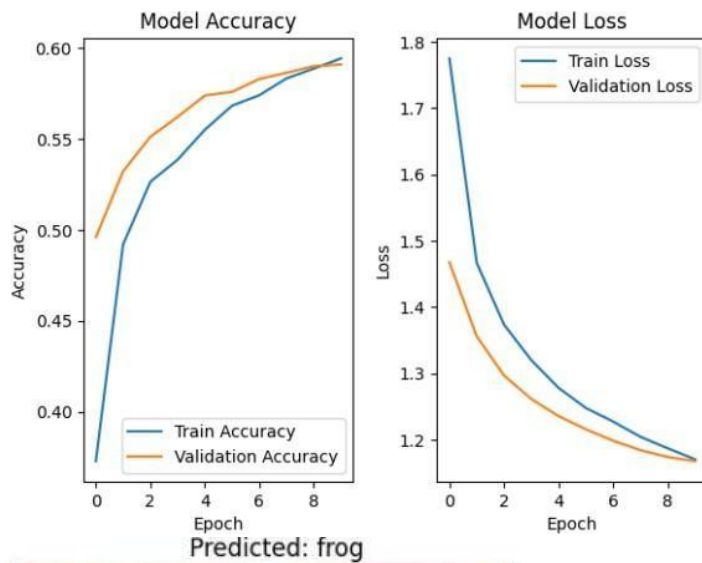 Model Accuracy
0.60
0.55
0.50
0.45
0.40
Accuracy
Train Accuracy
Validation Accuracy
0 2 4 6 8
Epoch
Model Loss
1.8
1.7
1.6
1.5
1.4
1.3
1.2
Loss
Train Loss
Validation Loss
0 2 4 6 8
Epoch
Predicted: frog